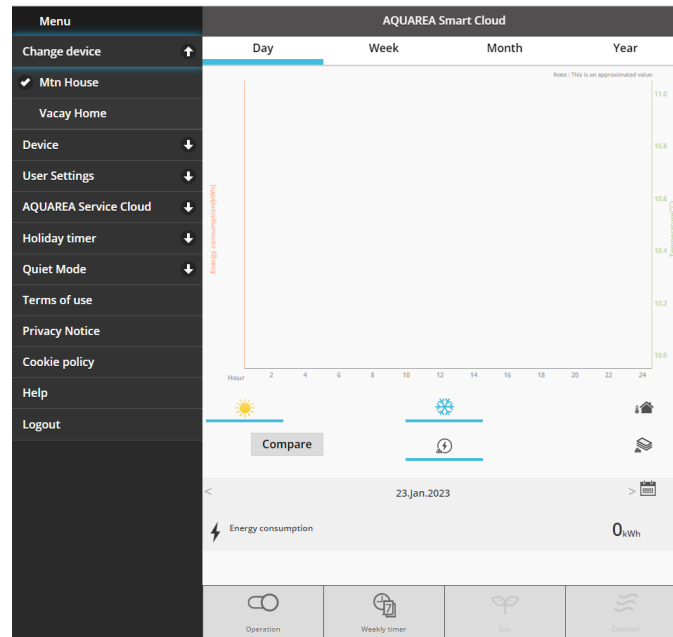 Menu
AQUAREA Smart Cloud
Change device
Mtn House
Vacay Home
Device
User Settings
AQUAREA Service Cloud
Holiday timer
Quiet Mode
Terms of use
Privacy Notice
Cookie policy
Help
Logout
Day Week Month Year
Note : This is an approximated value
Energy consumption(kWh)
11.0
10.8
10.6
10.4
10.2
10.0
Hour 2 4 6 8 10 12 14 16 18 20 22 24
Compare
< 23.Jan.2023 >
Energy consumption 0kWh
Operation Weekly timer Eco Comfort